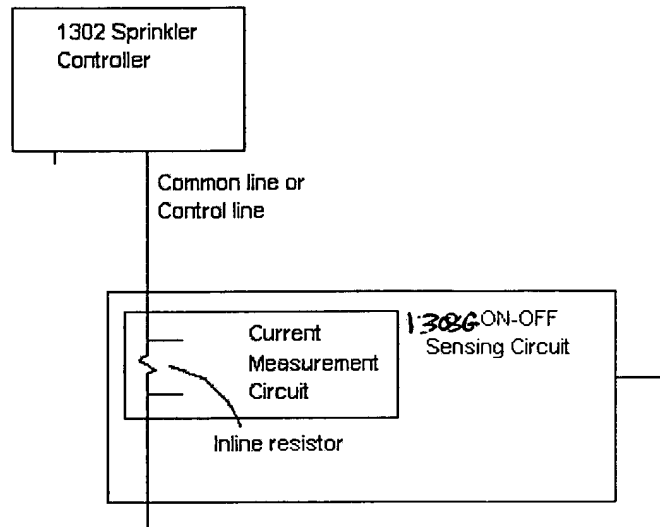 1302 Sprinkler
Controller
Common line or
Control line
Current
Measurement
Circuit
1308G ON-OFF
Sensing Circuit
Inline resistor